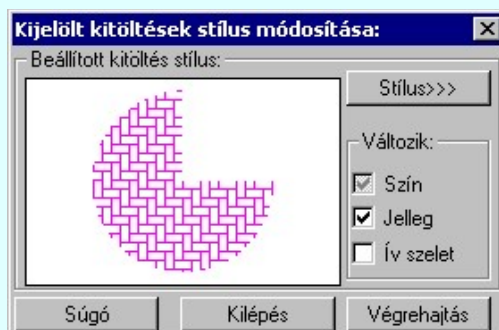 Kijelölt kitöltések stílus módosítása:
Beállított kitöltés stílus:
Stílus>>>
Változik:
Szín
Jelleg
Ív szelet
Súgó
Kilépés
Végrehajtás